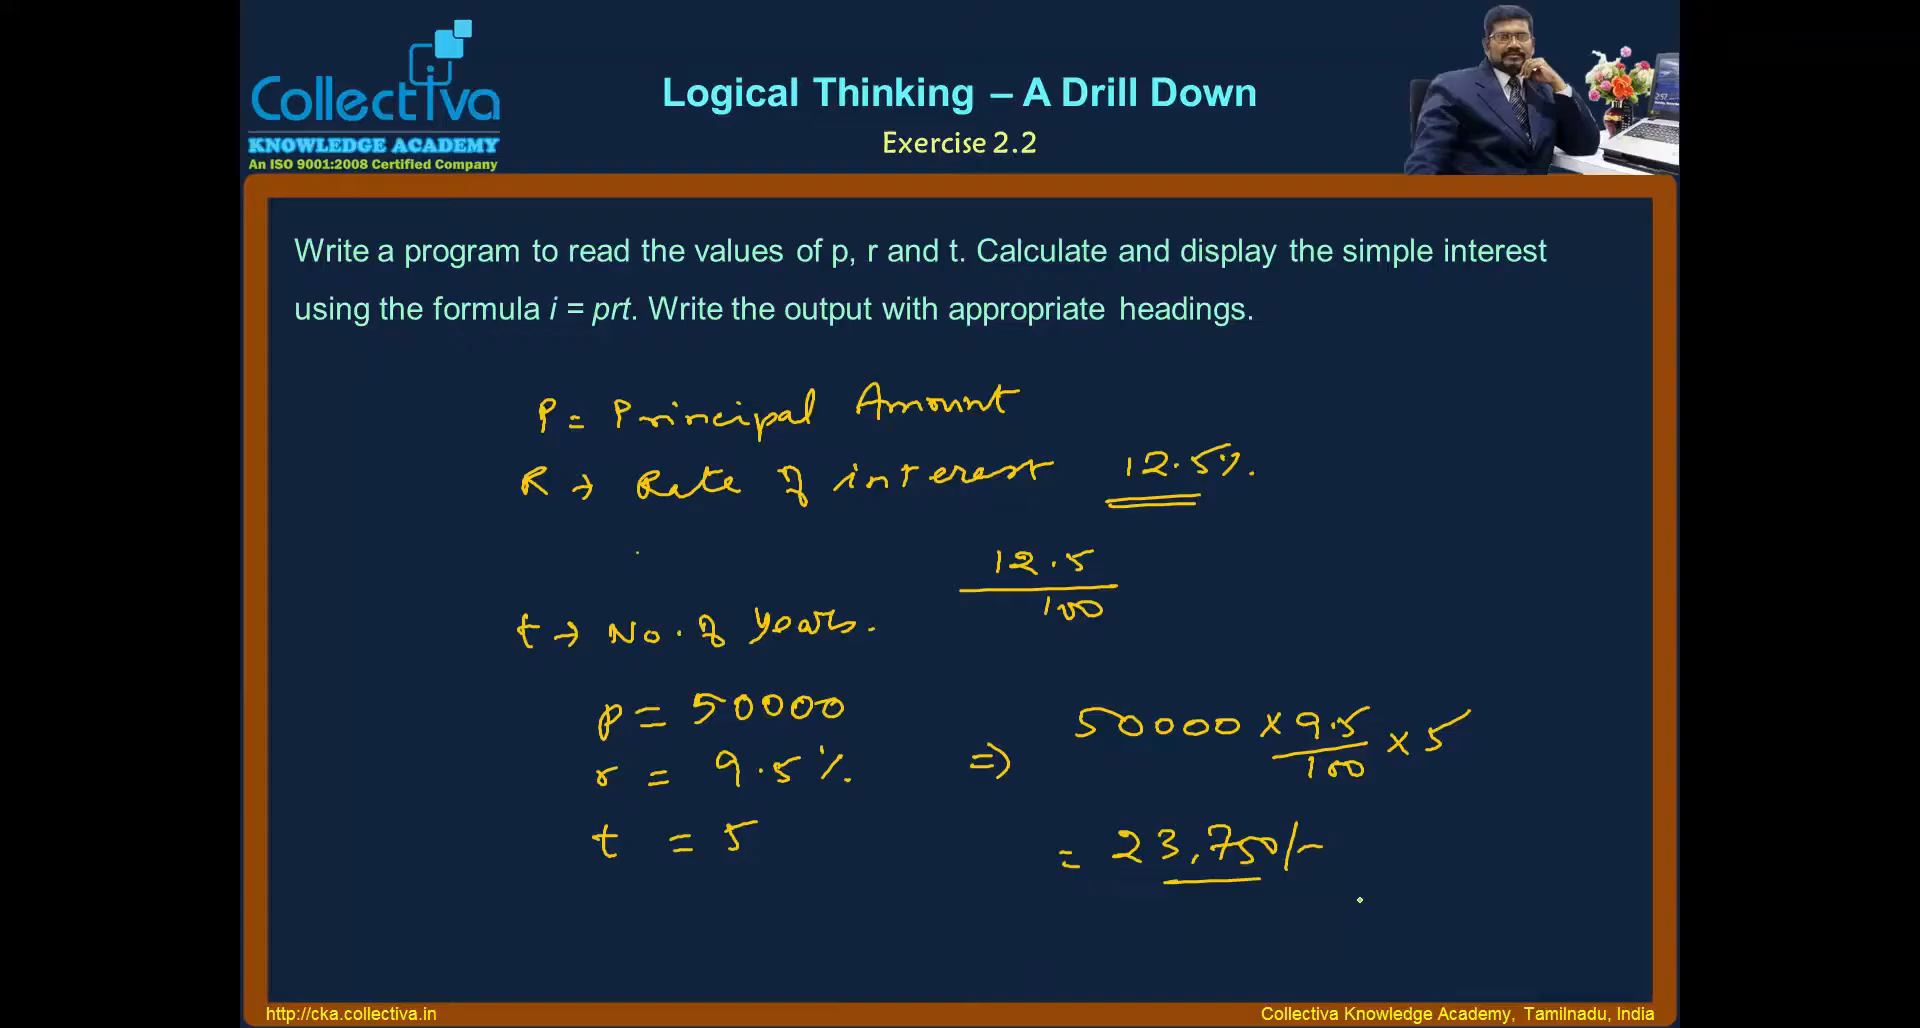 Collectiva
KNOWLEDGE ACADEMY
An ISO 9001:2008 Certified Company
Logical Thinking – A Drill Down
Exercise 2.2
Write a program to read the values of p, r and t. Calculate and display the simple interest
using the formula i = prt. Write the output with appropriate headings.
P = Principal Amount
R → Rate of interest 12.5%.
12.5
100
t → No. of years.
p = 50000
r = 9.5%.
t = 5
⇒ 50000 x 9.5/100 x 5
= 23,750/-
http://cka.collectiva.in
Collectiva Knowledge Academy, Tamilnadu, India